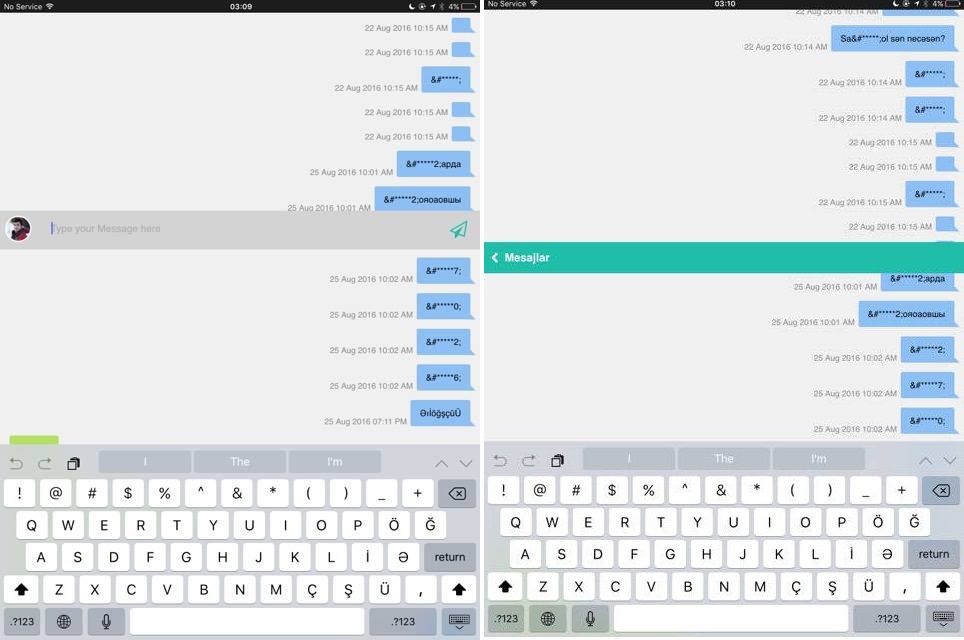 No Service
03:09
4%
22 Aug 2016 10:15 AM
22 Aug 2016 10:15 AM
22 Aug 2016 10:15 AM &#*****;
22 Aug 2016 10:15 AM
22 Aug 2016 10:15 AM
25 Aug 2016 10:01 AM &#*****2;арда
25 Aug 2016 10:01 AM &#*****2;ояоаовшы
Type your Message here
25 Aug 2016 10:02 AM &#*****7;
25 Aug 2016 10:02 AM &#*****0;
25 Aug 2016 10:02 AM &#*****2;
25 Aug 2016 10:02 AM &#*****6;
25 Aug 2016 07:11 PM ƏılöğşçüÜ
I The I'm
! @ # $ % ^ & * ( ) _ +
Q W E R T Y U I O P Ö Ğ
A S D F G H J K L İ Ə return
Z X C V B N M Ç Ş Ü ,
.?123 .?123
No Service
03:10
4%
22 Aug 2016 10:14 AM
22 Aug 2016 10:14 AM Sa&#*****;ol sən necəsən?
22 Aug 2016 10:14 AM &#*****;
22 Aug 2016 10:14 AM &#*****;
22 Aug 2016 10:15 AM
22 Aug 2016 10:15 AM
22 Aug 2016 10:15 AM &#*****;
22 Aug 2016 10:15 AM
Mesajlar
25 Aug 2016 10:01 AM &#*****2;арда
25 Aug 2016 10:01 AM &#*****2;ояоаовшы
25 Aug 2016 10:02 AM &#*****2;
25 Aug 2016 10:02 AM &#*****7;
25 Aug 2016 10:02 AM &#*****0;
I The I'm
! @ # $ % ^ & * ( ) _ +
Q W E R T Y U I O P Ö Ğ
A S D F G H J K L İ Ə return
Z X C V B N M Ç Ş Ü ,
.?123 .?123